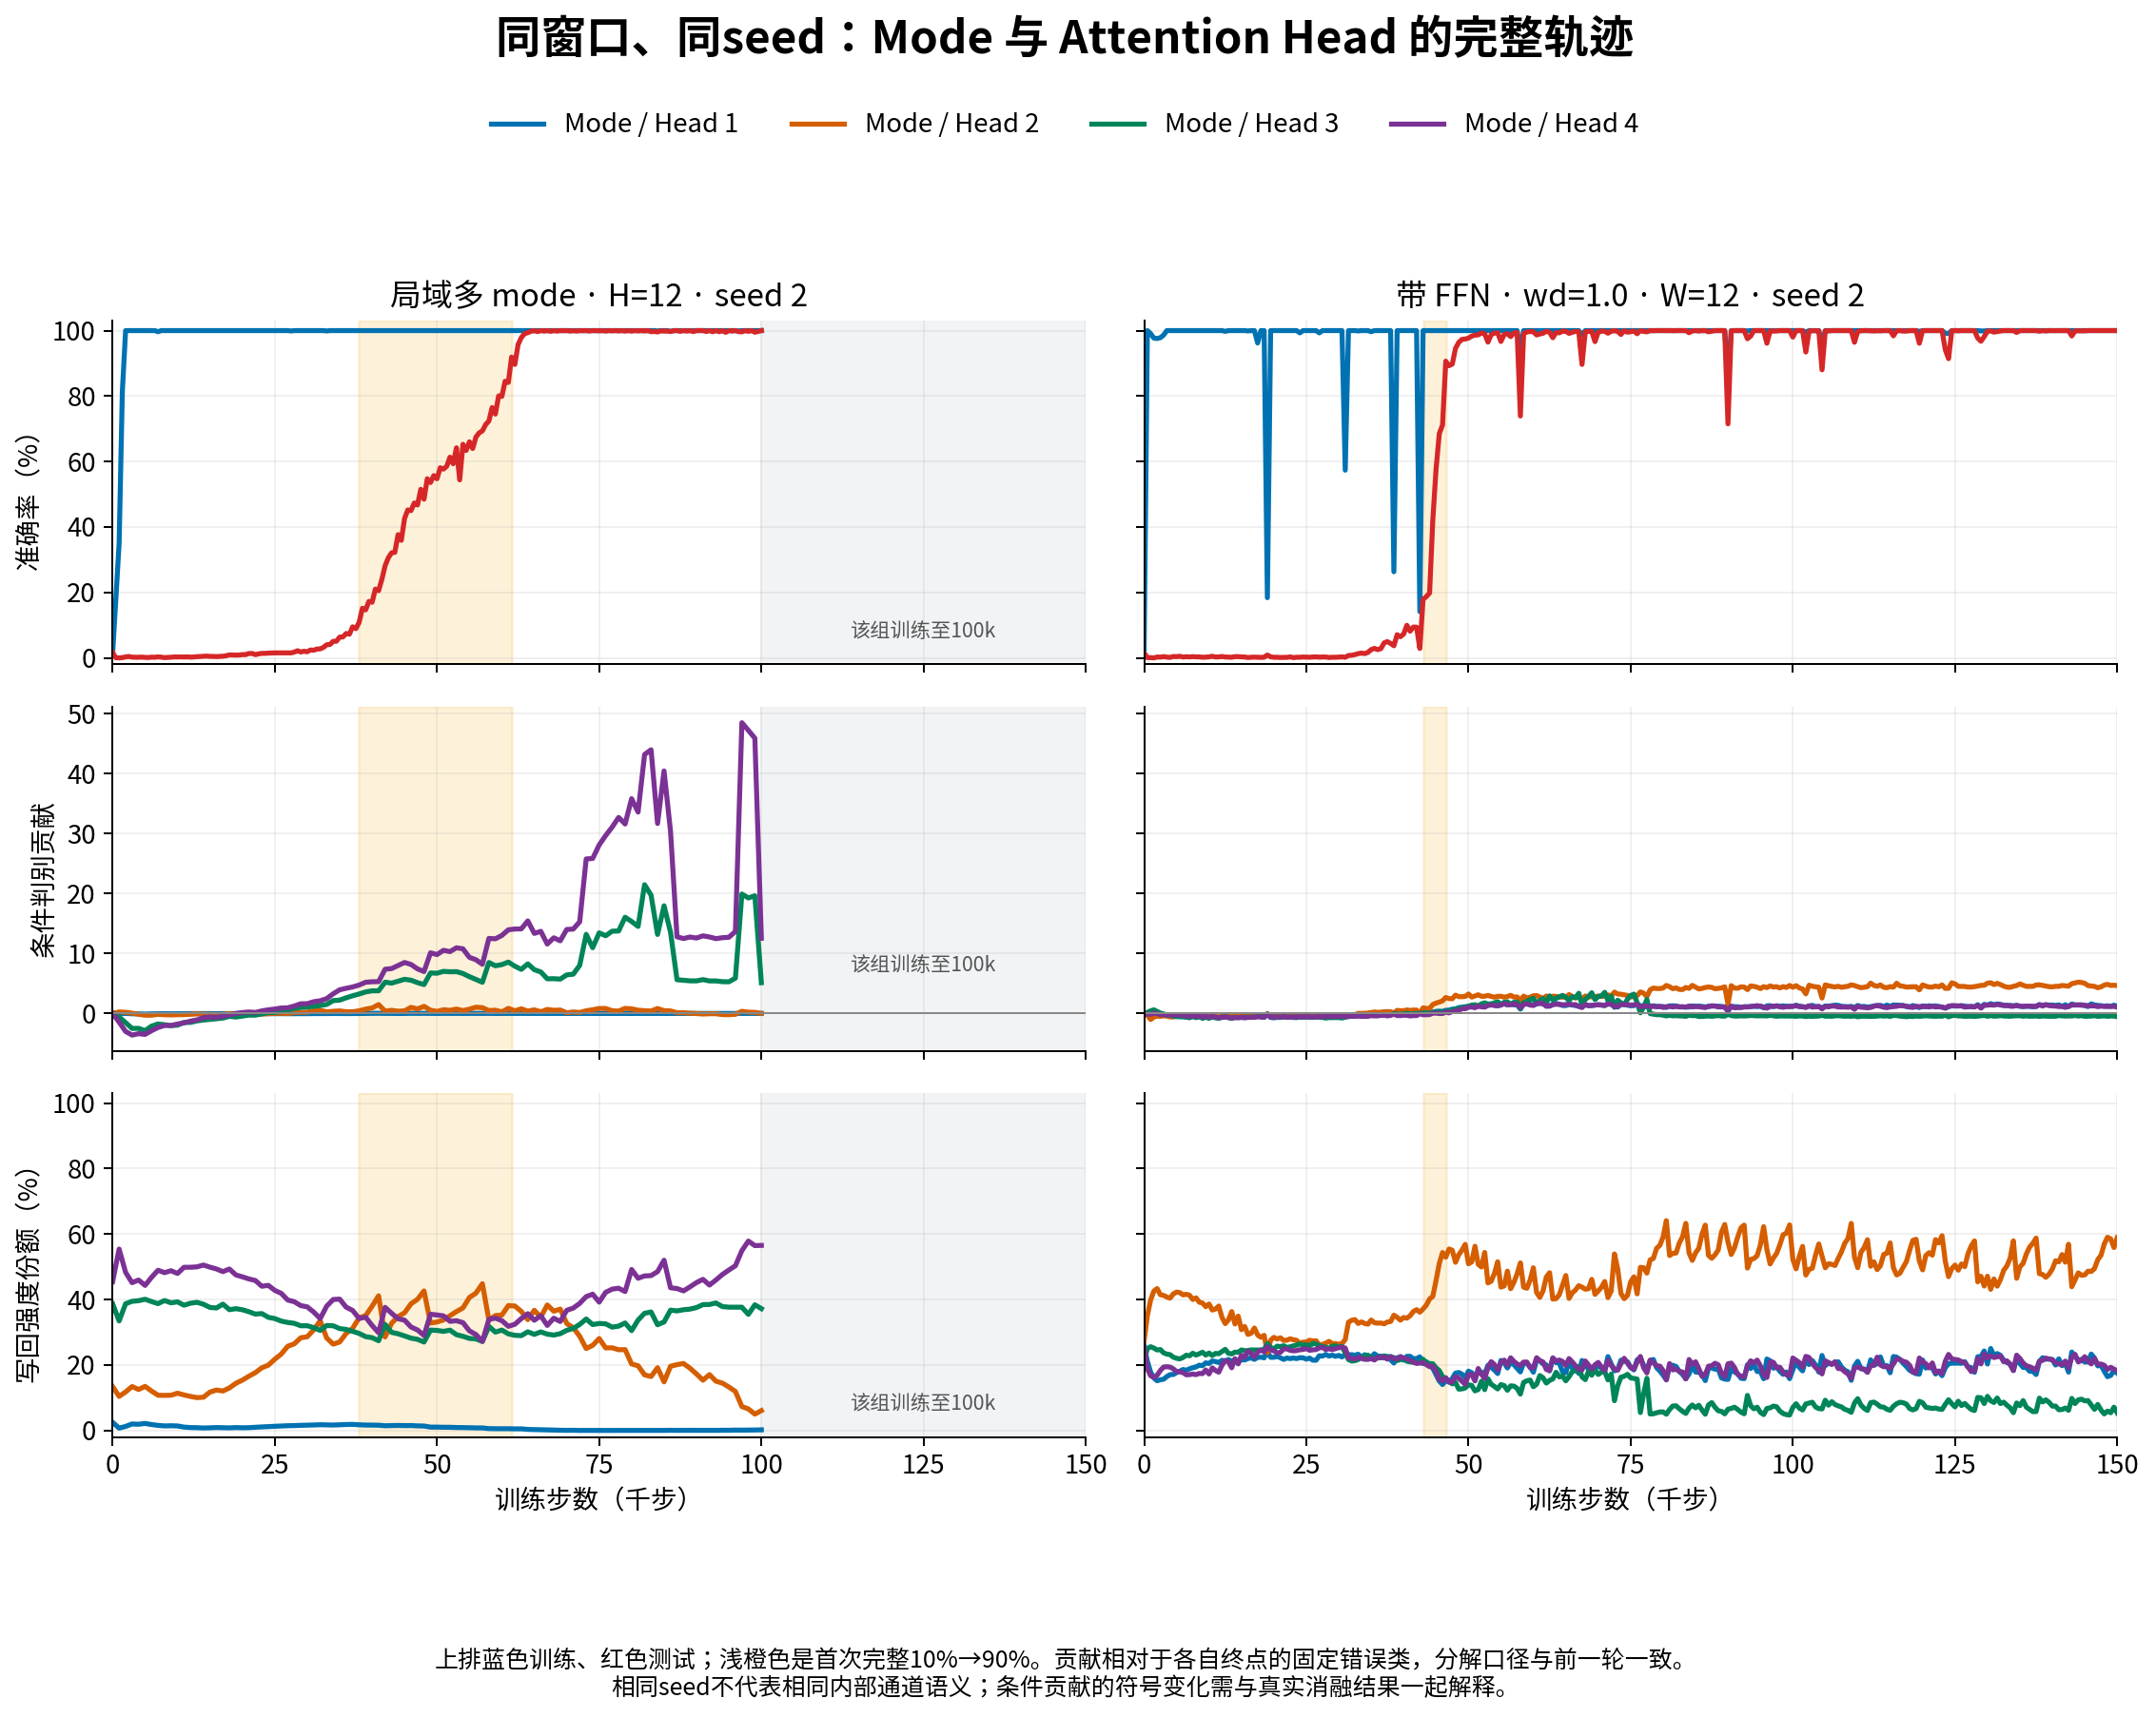 同窗口、同seed：Mode 与 Attention Head 的完整轨迹
Mode / Head 1
Mode / Head 2
Mode / Head 3
Mode / Head 4
局域多 mode · H=12 · seed 2
带 FFN · wd=1.0 · W=12 · seed 2
准确率（%）
100
80
60
40
20
0
该组训练至100k
条件判别贡献
50
40
30
20
10
0
该组训练至100k
写回强度份额（%）
100
80
60
40
20
0
该组训练至100k
0 25 50 75 100 125 150
0 25 50 75 100 125 150
训练步数（千步）
训练步数（千步）
上排蓝色训练、红色测试；浅橙色是首次完整10%→90%。贡献相对于各自终点的固定错误类，分解口径与前一轮一致。
相同seed不代表相同内部通道语义；条件贡献的符号变化需与真实消融结果一起解释。